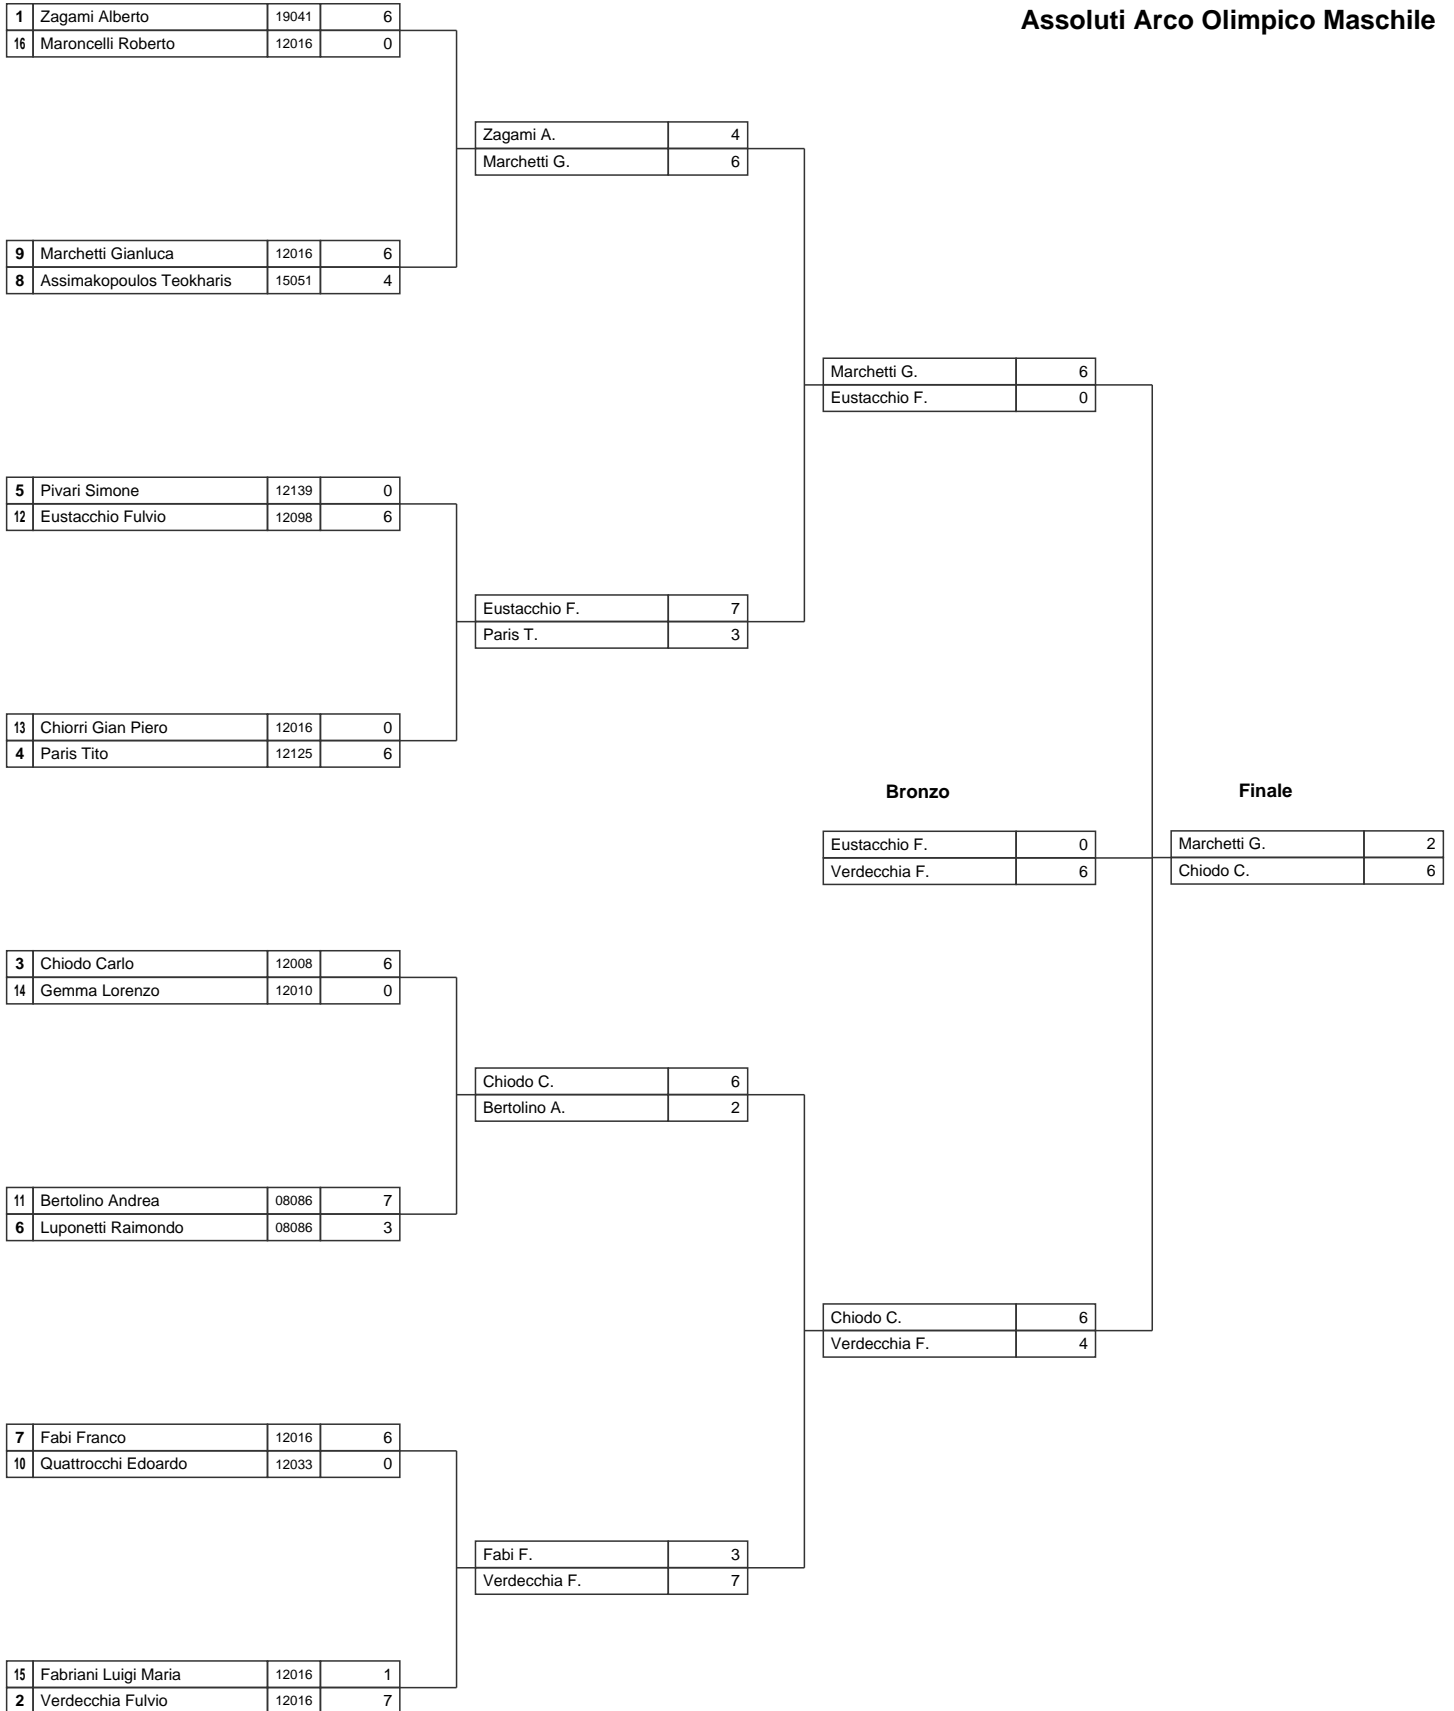 Assoluti Arco Olimpico Maschile
1 Zagami Alberto 19041 6
16 Maroncelli Roberto 12016 0
Zagami A. 4
Marchetti G. 6
9 Marchetti Gianluca 12016 6
8 Assimakopoulos Teokharis 15051 4
Marchetti G. 6
Eustacchio F. 0
5 Pivari Simone 12139 0
12 Eustacchio Fulvio 12098 6
Eustacchio F. 7
Paris T. 3
13 Chiorri Gian Piero 12016 0
4 Paris Tito 12125 6
Bronzo Finale
Eustacchio F. 0 Marchetti G. 2
Verdecchia F. 6 Chiodo C. 6
3 Chiodo Carlo 12008 6
14 Gemma Lorenzo 12010 0
Chiodo C. 6
Bertolino A. 2
11 Bertolino Andrea 08086 7
6 Luponetti Raimondo 08086 3
Chiodo C. 6
Verdecchia F. 4
7 Fabi Franco 12016 6
10 Quattrocchi Edoardo 12033 0
Fabi F. 3
Verdecchia F. 7
15 Fabriani Luigi Maria 12016 1
2 Verdecchia Fulvio 12016 7